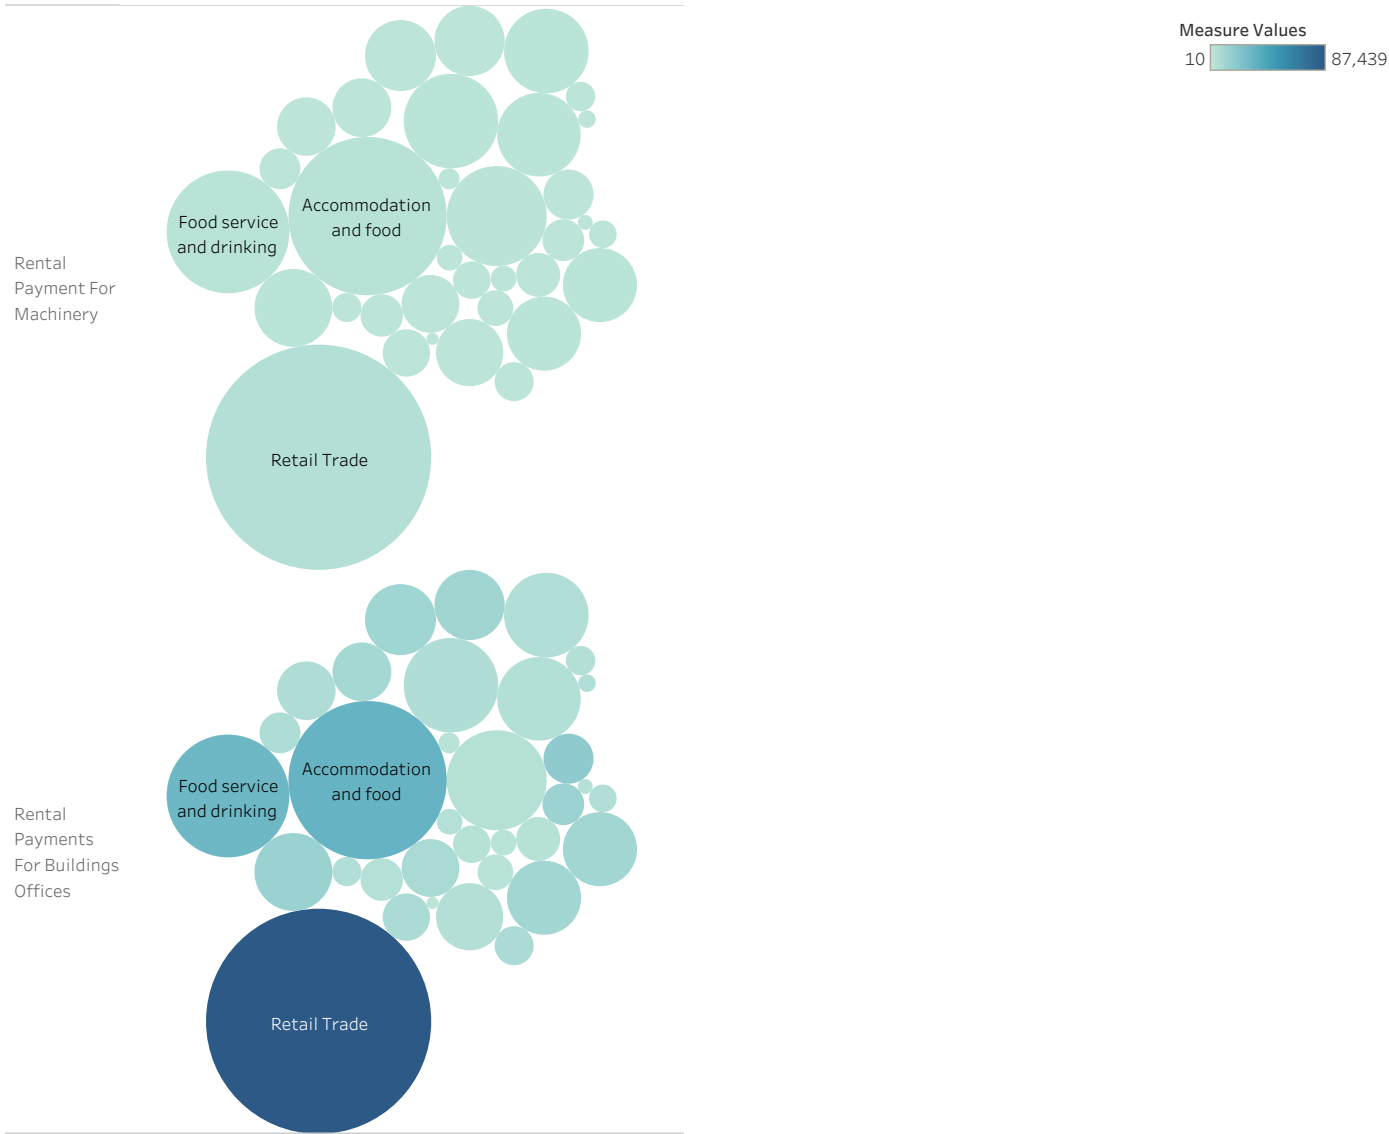 Measure Values
10
87,439
Food service
and drinking
Accommodation
and food
Rental
Payment For
Machinery
Retail Trade
Food service
and drinking
Accommodation
and food
Rental
Payments
For Buildings
Offices
Retail Trade